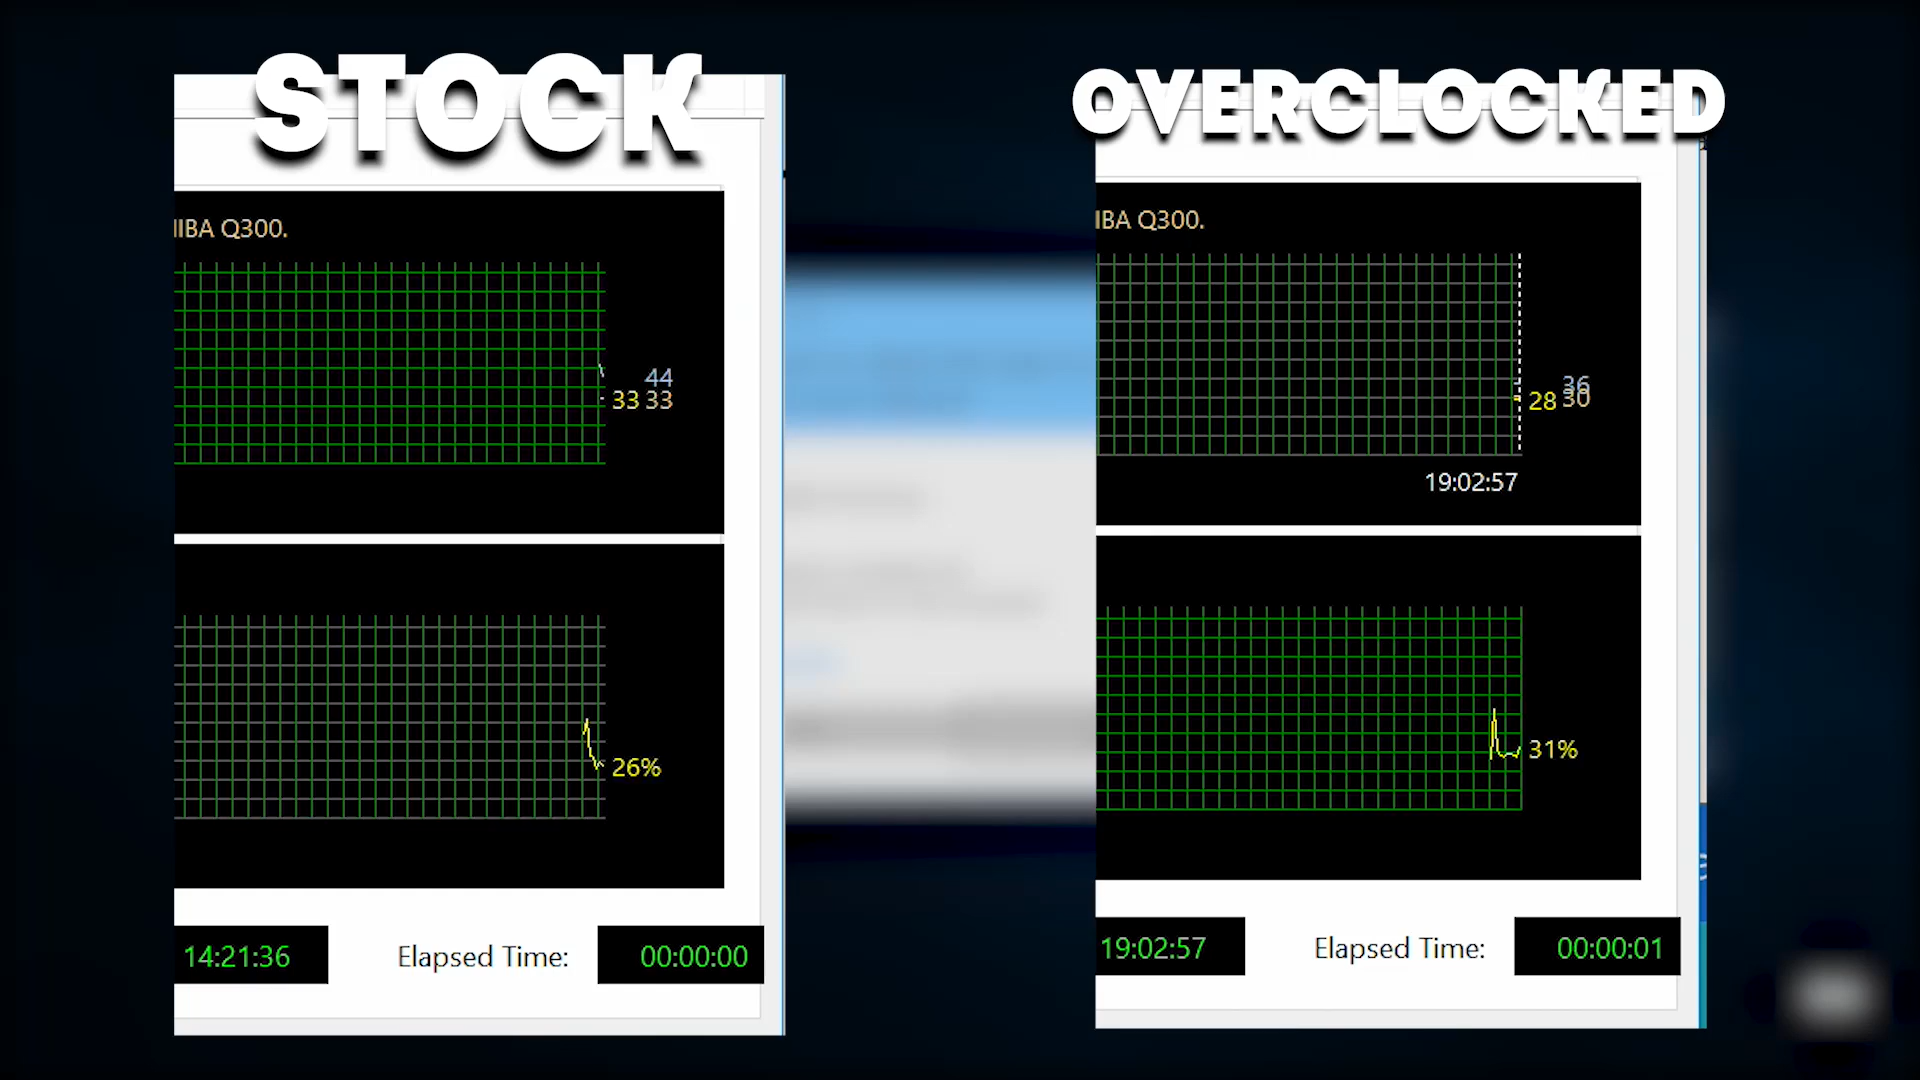 STOCK
IIBA Q300.
44
33 33
26%
14:21:36 Elapsed Time: 00:00:00
OVERCLOCKED
IBA Q300.
36
28 30
19:02:57
31%
19:02:57 Elapsed Time: 00:00:01